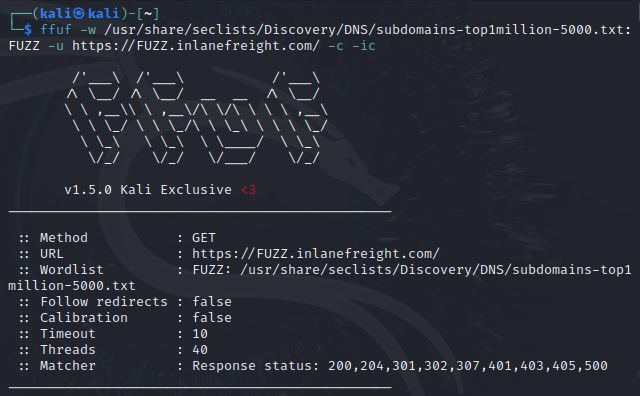 ┌──(kali㉿kali)-[~]
└─$ ffuf -w /usr/share/seclists/Discovery/DNS/subdomains-top1million-5000.txt:
FUZZ -u https://FUZZ.inlanefreight.com/ -c -ic
v1.5.0 Kali Exclusive <3
:: Method : GET
:: URL : https://FUZZ.inlanefreight.com/
:: Wordlist : FUZZ: /usr/share/seclists/Discovery/DNS/subdomains-top1
million-5000.txt
:: Follow redirects : false
:: Calibration : false
:: Timeout : 10
:: Threads : 40
:: Matcher : Response status: 200,204,301,302,307,401,403,405,500